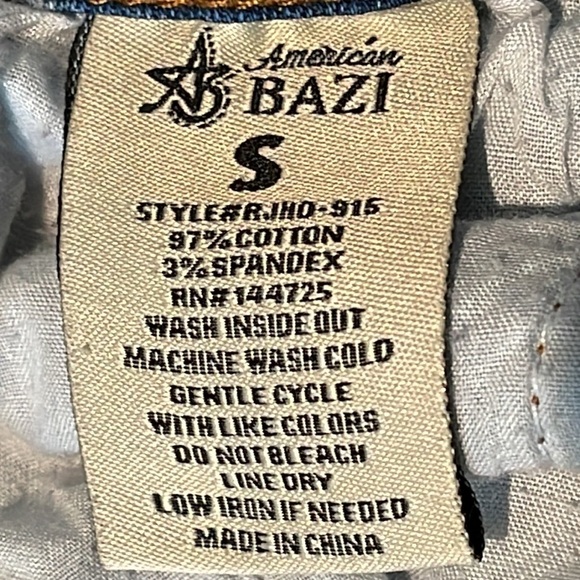 American
BAZI
S
STYLE#RJHO-915
97% COTTON
3% SPANDEX
RN# 144725
WASH INSIDE OUT
MACHINE WASH COLD
GENTLE CYCLE
WITH LIKE COLORS
DO NOT BLEACH
LINE DRY
LOW IRON IF NEEDED
MADE IN CHINA